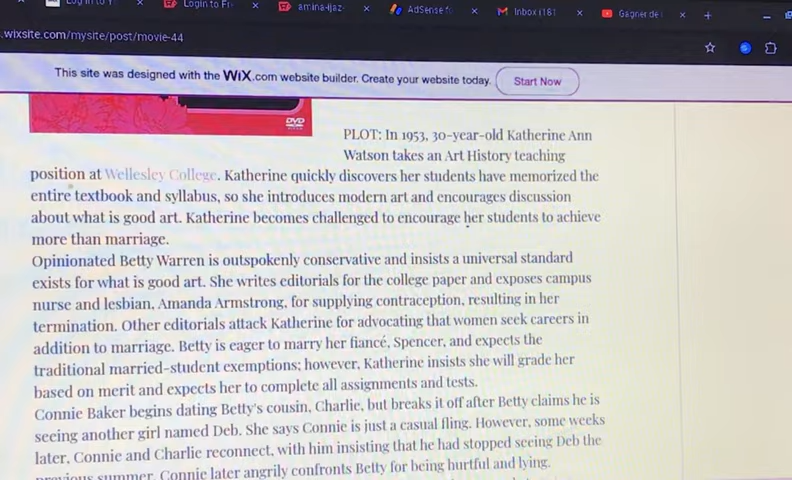 Login to Fr
amina-ijaz-
AdSense f
Inbox (181
Gagner de
.wixsite.com/mysite/post/movie-44
This site was designed with the WiX.com website builder. Create your website today. Start Now
DVD
PLOT: In 1953, 30-year-old Katherine Ann
Watson takes an Art History teaching
position at Wellesley College. Katherine quickly discovers her students have memorized the
entire textbook and syllabus, so she introduces modern art and encourages discussion
about what is good art. Katherine becomes challenged to encourage her students to achieve
more than marriage.
Opinionated Betty Warren is outspokenly conservative and insists a universal standard
exists for what is good art. She writes editorials for the college paper and exposes campus
nurse and lesbian, Amanda Armstrong, for supplying contraception, resulting in her
termination. Other editorials attack Katherine for advocating that women seek careers in
addition to marriage. Betty is eager to marry her fiancé, Spencer, and expects the
traditional married-student exemptions; however, Katherine insists she will grade her
based on merit and expects her to complete all assignments and tests.
Connie Baker begins dating Betty's cousin, Charlie, but breaks it off after Betty claims he is
seeing another girl named Deb. She says Connie is just a casual fling. However, some weeks
later, Connie and Charlie reconnect, with him insisting that he had stopped seeing Deb the
previous summer. Connie later angrily confronts Betty for being hurtful and lying.